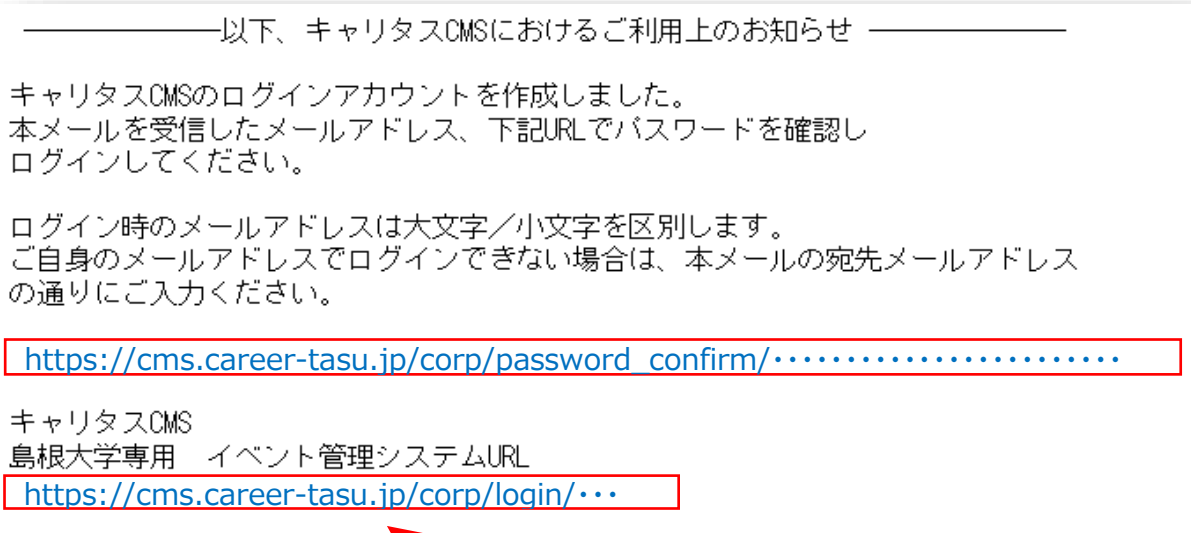 ―――――――――以下、キャリタスCMSにおけるご利用上のお知らせ ―――――――――
キャリタスCMSのログインアカウントを作成しました。
本メールを受信したメールアドレス、下記URLでパスワードを確認し
ログインしてください。
ログイン時のメールアドレスは大文字／小文字を区別します。
ご自身のメールアドレスでログインできない場合は、本メールの宛先メールアドレス
の通りにご入力ください。
https://cms.career-tasu.jp/corp/password_confirm/・・・・・・・・・・・・・・・・・・・・・・・・
キャリタスCMS
島根大学専用　イベント管理システムURL
https://cms.career-tasu.jp/corp/login/・・・